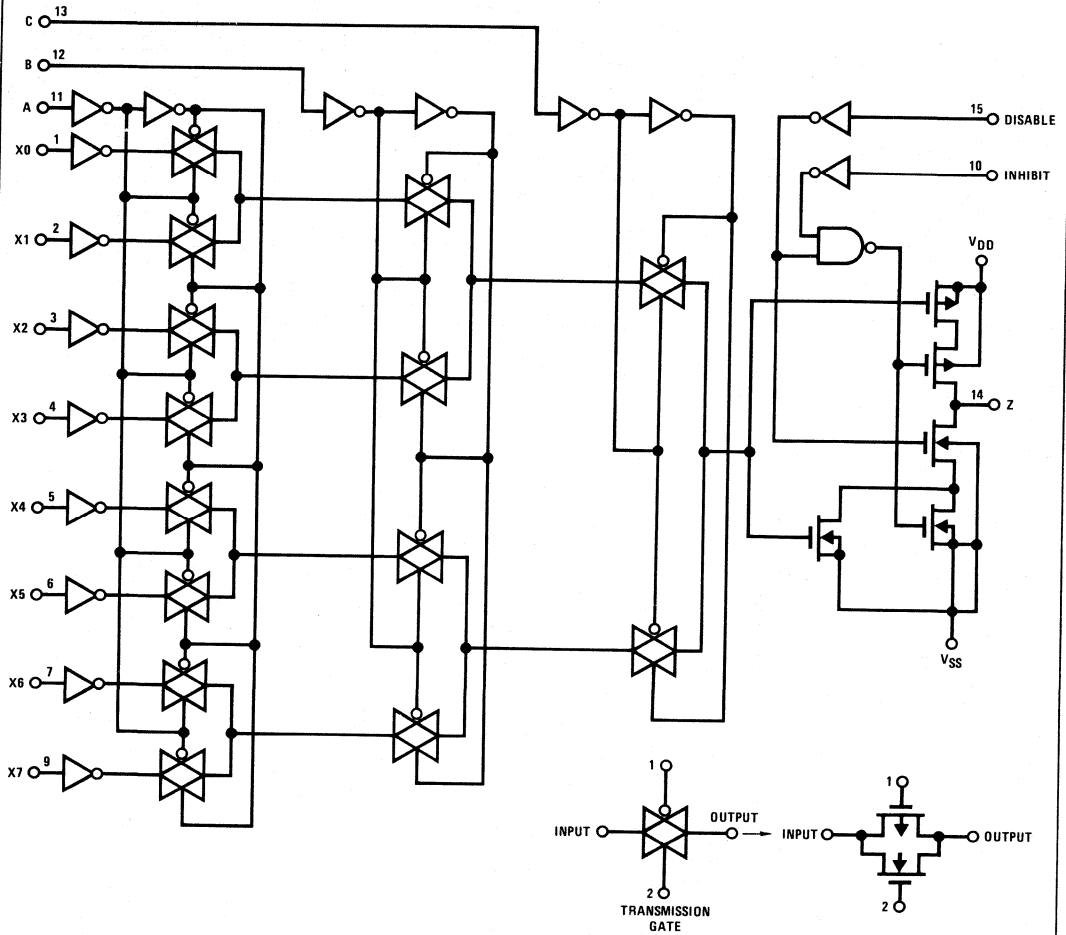 C 13
B 12
A 11
X0 1
X1 2
X2 3
X3 4
X4 5
X5 6
X6 7
X7 9
15 DISABLE
10 INHIBIT
VDD
14 Z
VSS
1
INPUT OUTPUT
2
TRANSMISSION
GATE
1
INPUT OUTPUT
2